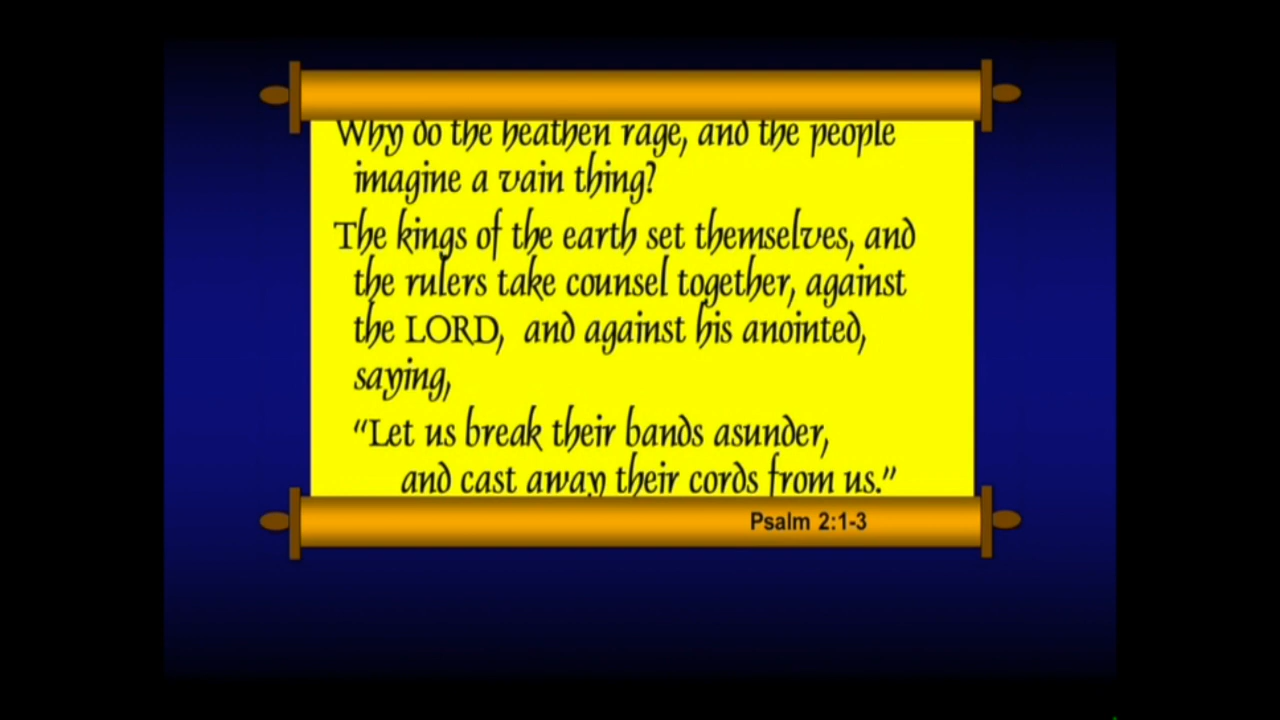 Why do the heathen rage, and the people
imagine a vain thing?
The kings of the earth set themselves, and
the rulers take counsel together, against
the LORD, and against his anointed,
saying,
“Let us break their bands asunder,
and cast away their cords from us.”
Psalm 2:1-3